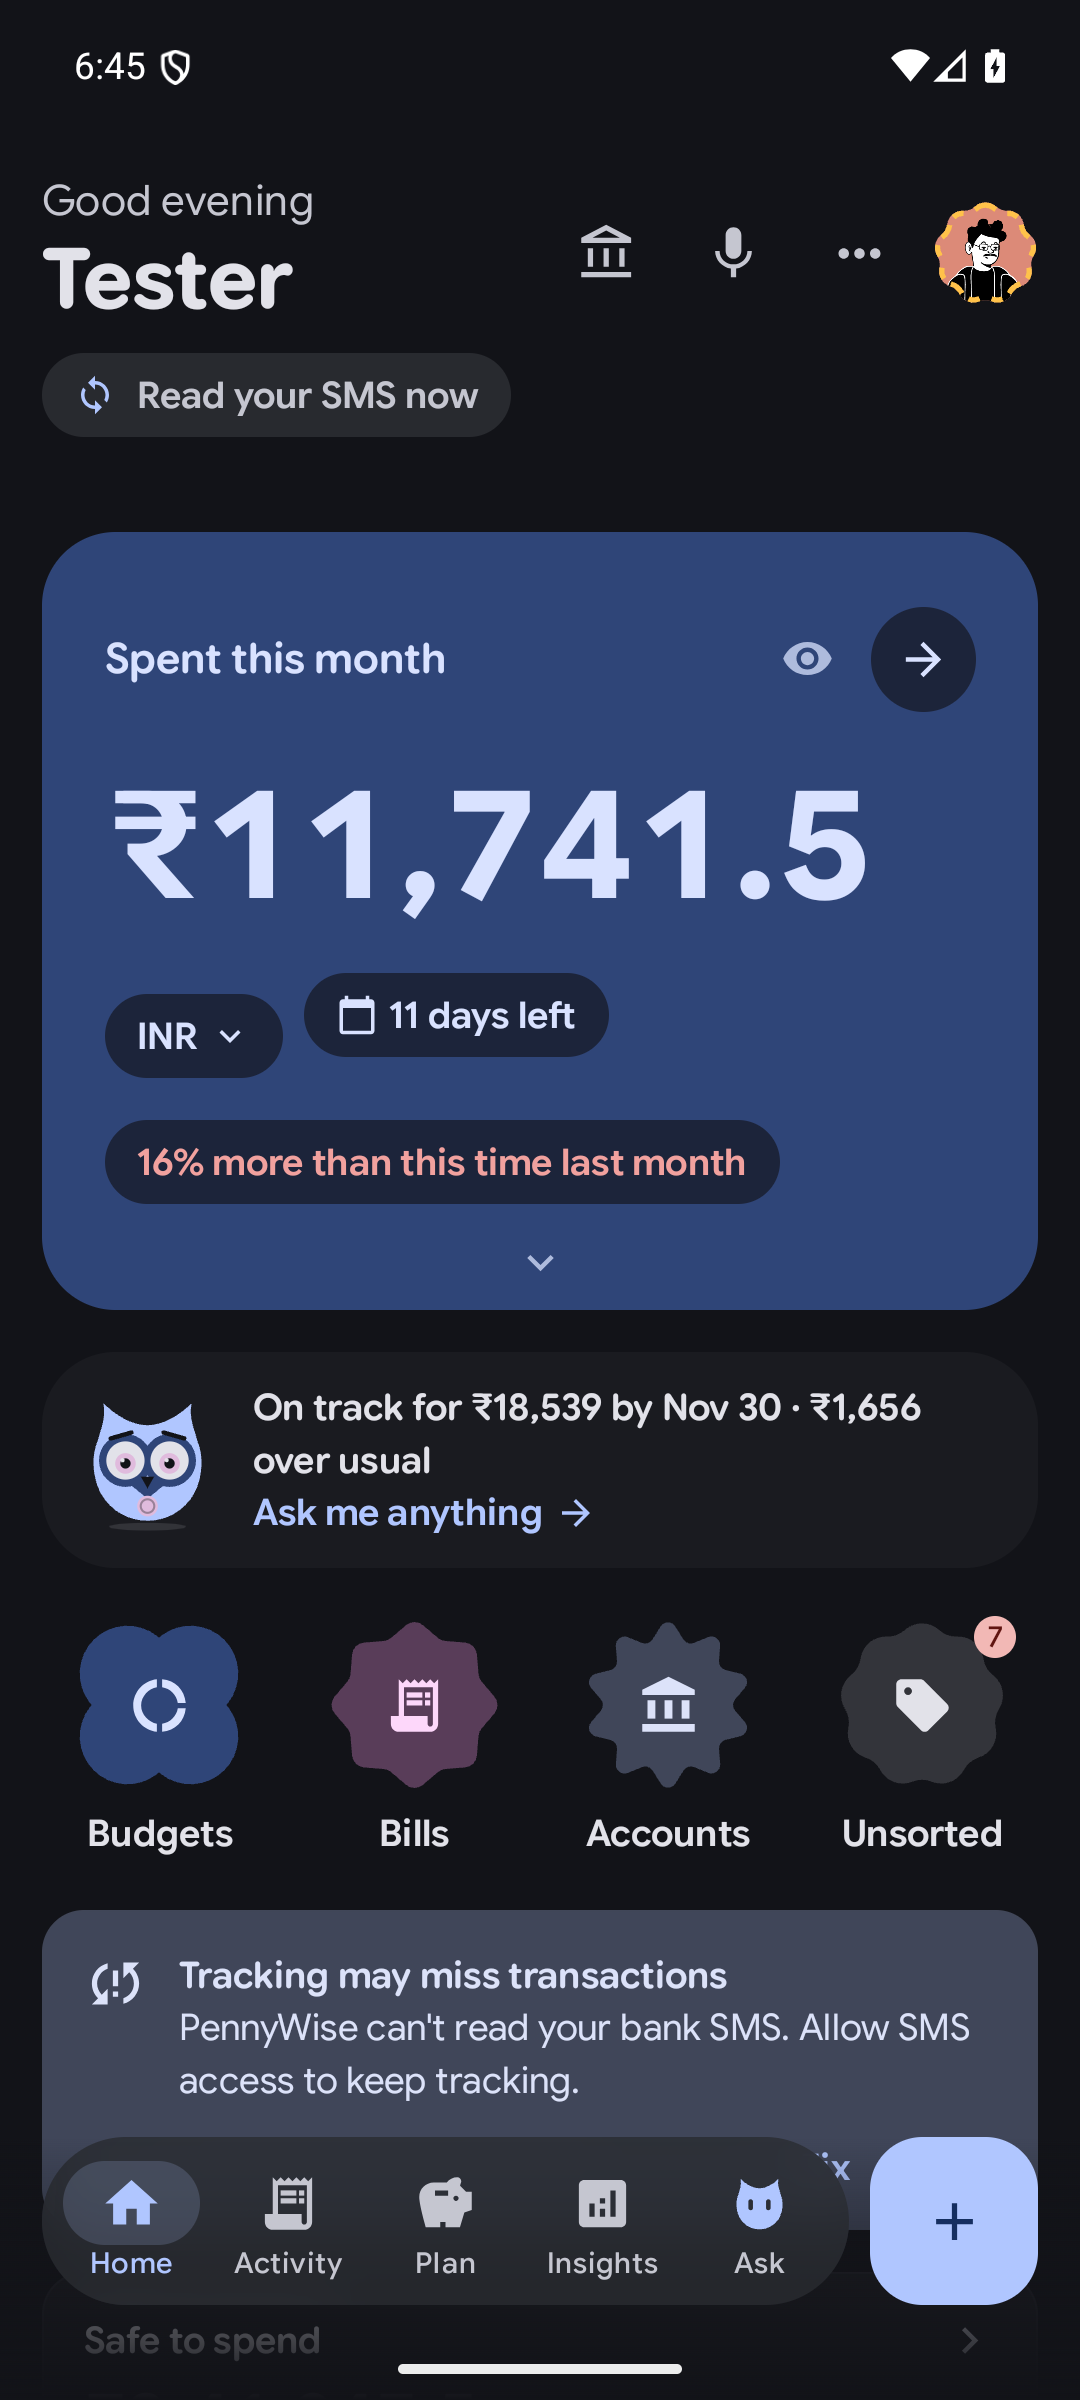 6:45
Good evening
Tester
Read your SMS now
Spent this month
₹11,741.5
INR
11 days left
16% more than this time last month
On track for ₹18,539 by Nov 30 · ₹1,656
over usual
Ask me anything
7
Budgets
Bills
Accounts
Unsorted
Tracking may miss transactions
PennyWise can't read your bank SMS. Allow SMS
access to keep tracking.
Home
Activity
Plan
Insights
Ask
Safe to spend